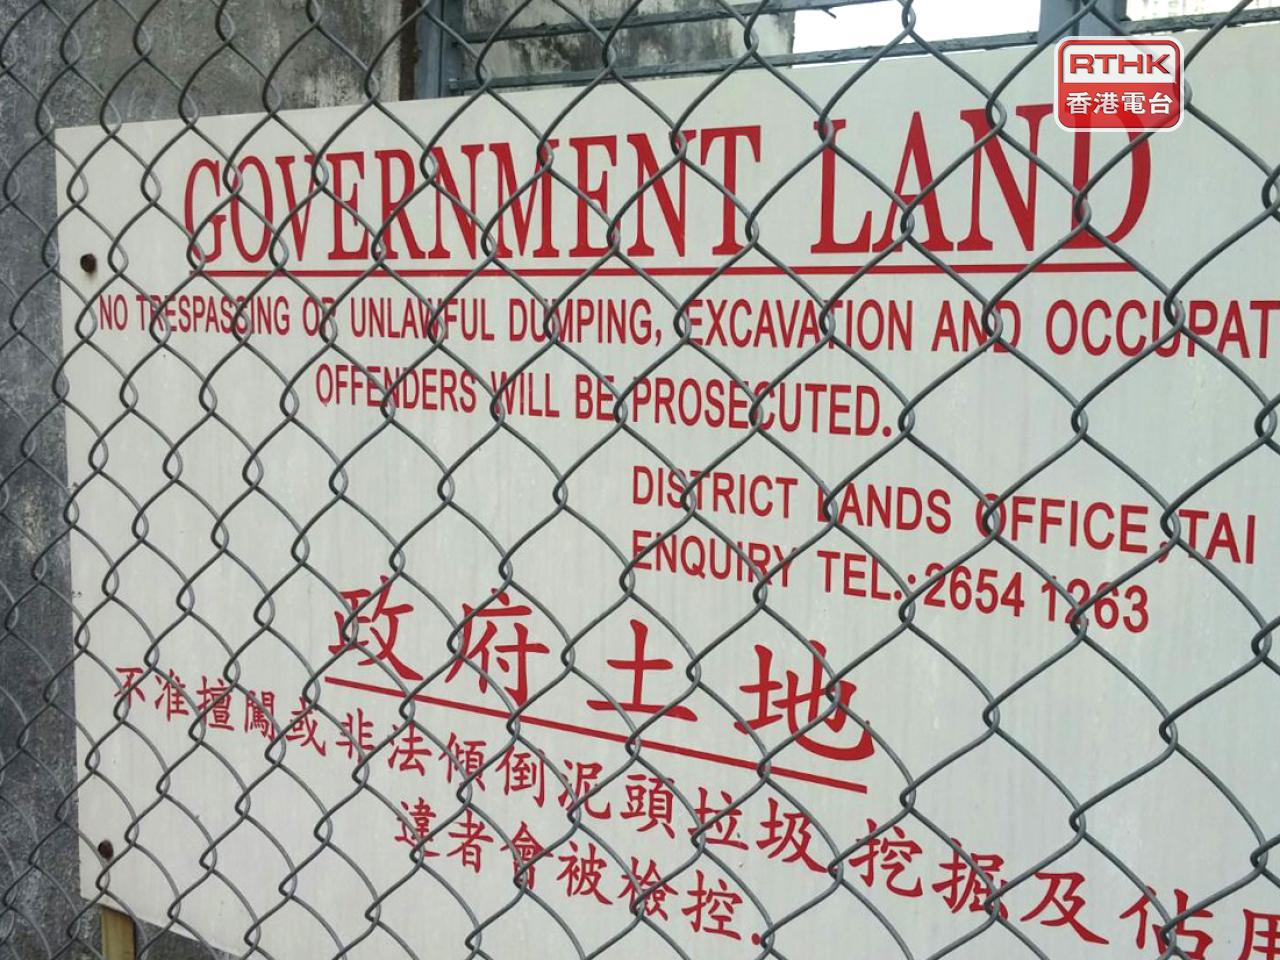 RTHK
香港電台
GOVERNMENT LAND
NO TRESPASSING OR UNLAWFUL DUMPING, EXCAVATION AND OCCUPAT
OFFENDERS WILL BE PROSECUTED.
DISTRICT LANDS OFFICE, TAI
ENQUIRY TEL.: 2654 1263
政府土地
不准擅闖或非法傾倒泥頭垃圾,挖掘及佔用
違者會被檢控.